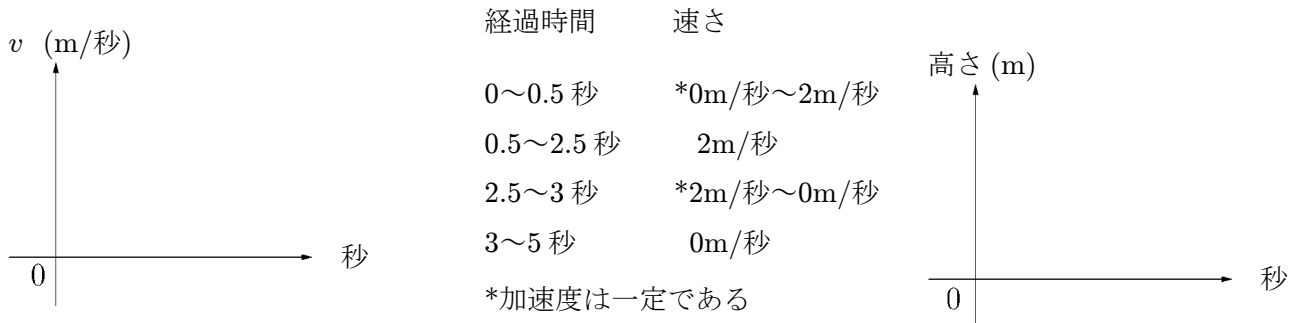 v (m/秒)
0
秒
経過時間 速さ
0〜0.5 秒 *0m/秒〜2m/秒
0.5〜2.5 秒 2m/秒
2.5〜3 秒 *2m/秒〜0m/秒
3〜5 秒 0m/秒
*加速度は一定である
高さ (m)
0
秒